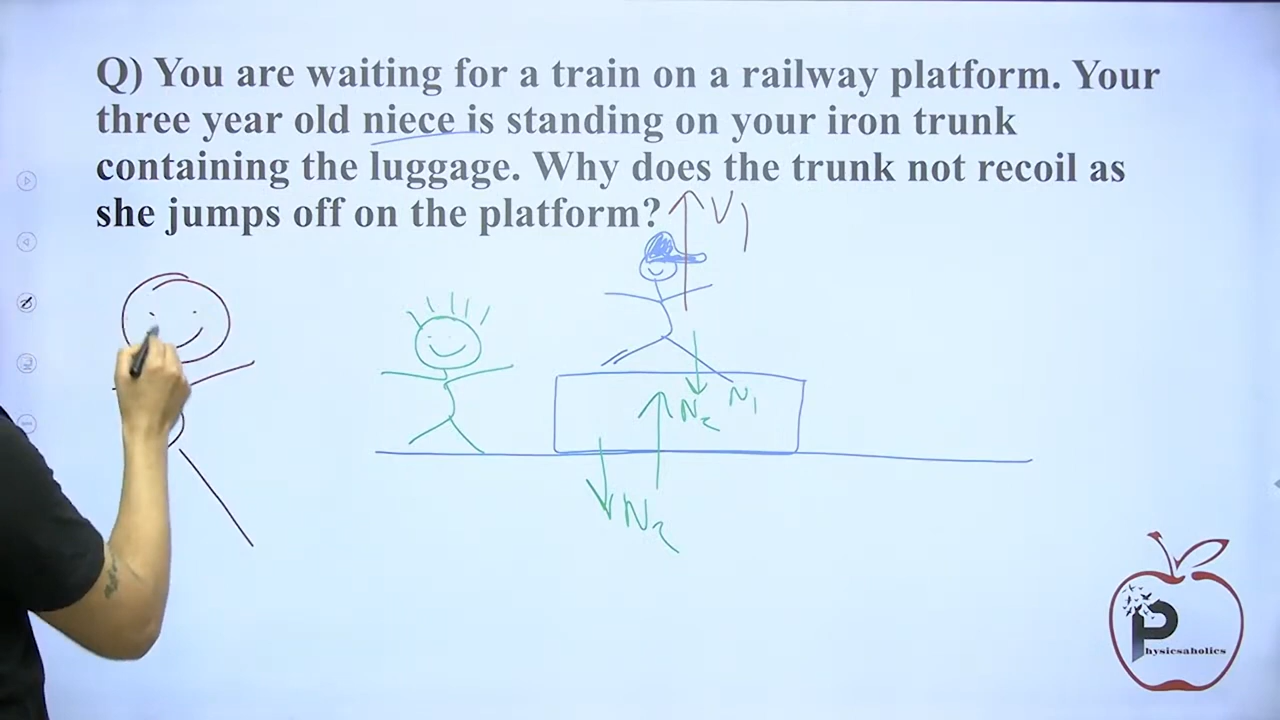 Q) You are waiting for a train on a railway platform. Your
three year old niece is standing on your iron trunk
containing the luggage. Why does the trunk not recoil as
she jumps off on the platform?
V1
N2 N1
N2
Physicsaholics